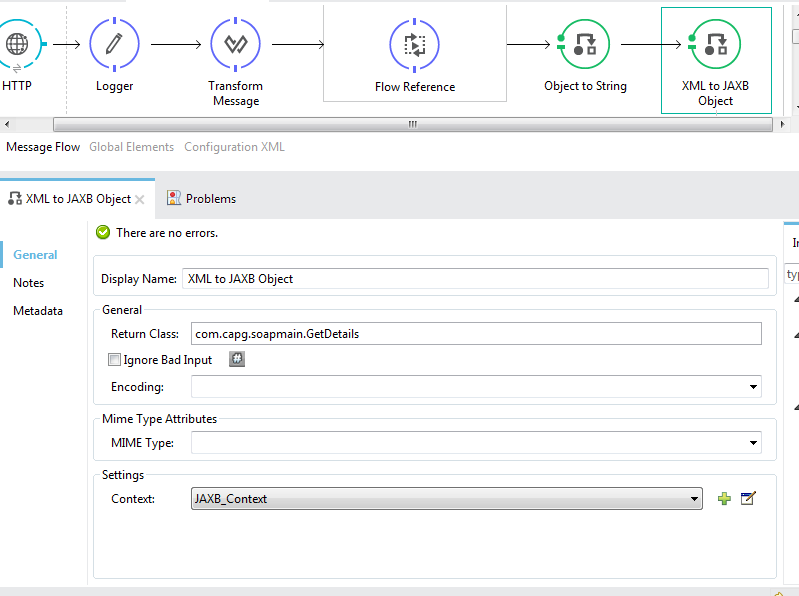 HTTP
Logger
Transform
Message
Flow Reference
Object to String
XML to JAXB
Object
Message Flow Global Elements Configuration XML
XML to JAXB Object Problems
There are no errors.
General
Notes
Metadata
Display Name: XML to JAXB Object
General
Return Class: com.capg.soapmain.GetDetails
Ignore Bad Input
Encoding:
Mime Type Attributes
MIME Type:
Settings
Context: JAXB_Context